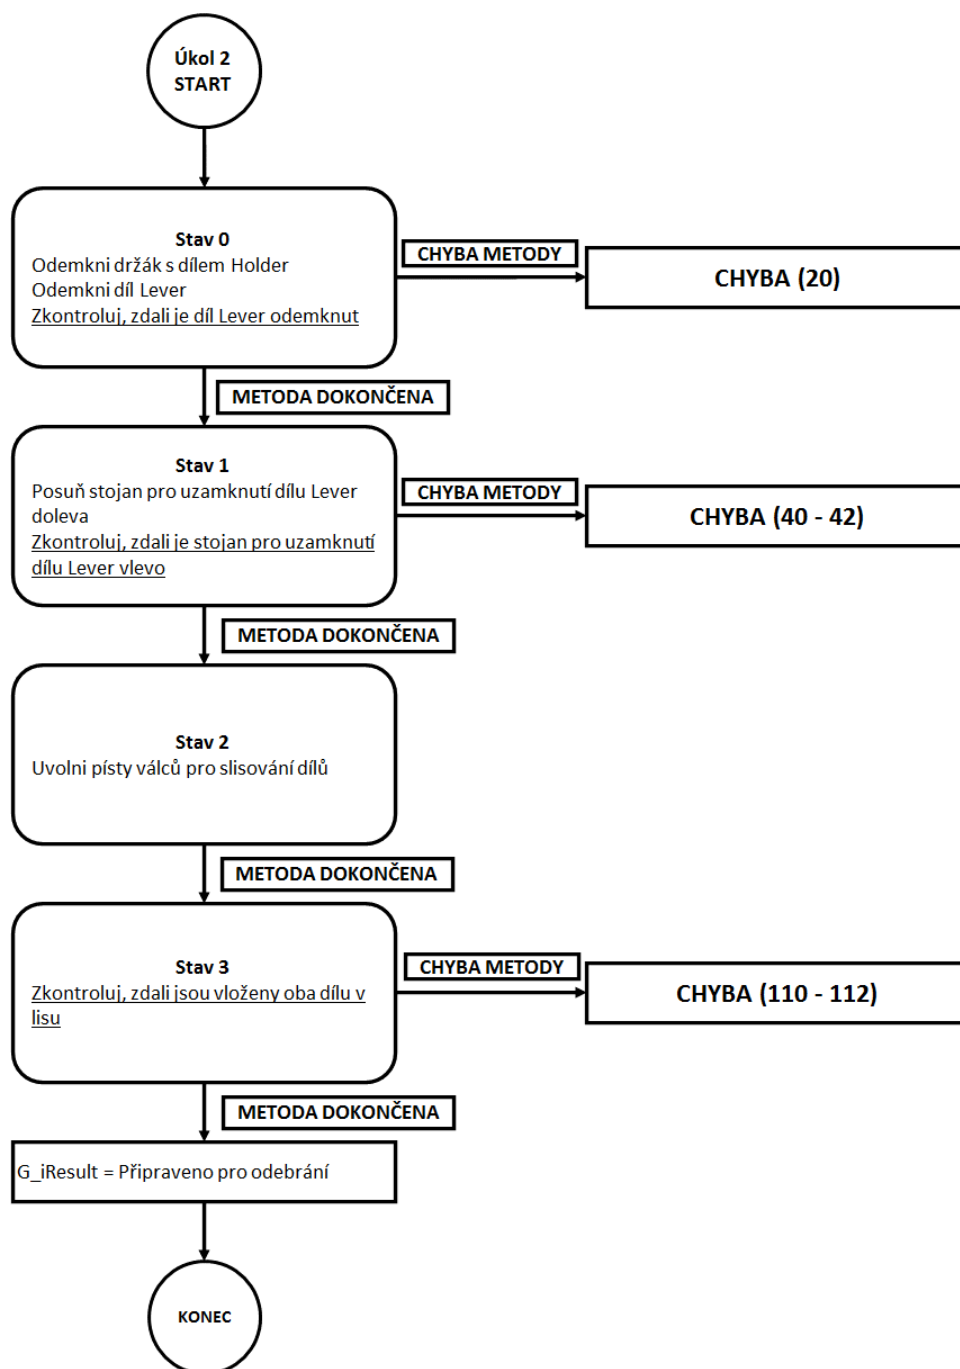 Úkol 2
START
Stav 0
Odemkni držák s dílem Holder
Odemkni díl Lever
Zkontroluj, zdali je díl Lever odemknut
CHYBA METODY
CHYBA (20)
METODA DOKONČENA
Stav 1
Posuň stojan pro uzamknutí dílu Lever
doleva
Zkontroluj, zdali je stojan pro uzamknutí
dílu Lever vlevo
CHYBA METODY
CHYBA (40 - 42)
METODA DOKONČENA
Stav 2
Uvolni písty válců pro slisování dílů
METODA DOKONČENA
Stav 3
Zkontroluj, zdali jsou vloženy oba dílu v
lisu
CHYBA METODY
CHYBA (110 - 112)
METODA DOKONČENA
G_iResult = Připraveno pro odebrání
KONEC